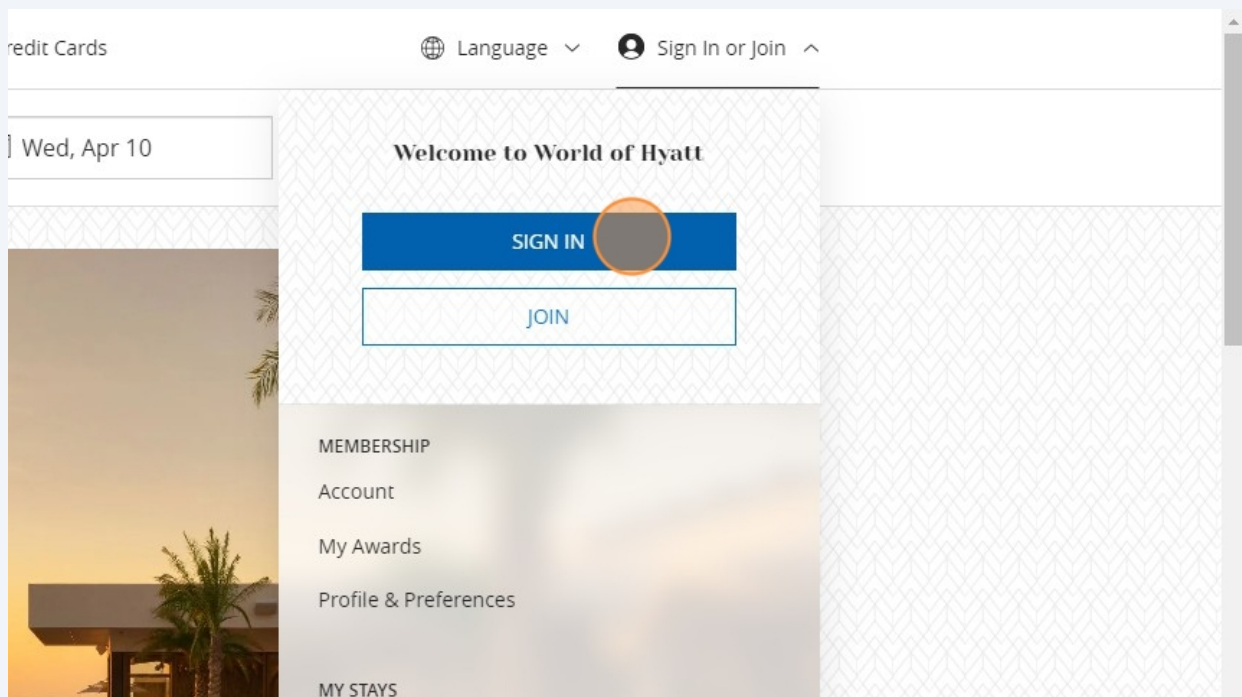 redit Cards
Language
Sign In or Join
Wed, Apr 10
Welcome to World of Hyatt
SIGN IN
JOIN
MEMBERSHIP
Account
My Awards
Profile & Preferences
MY STAYS